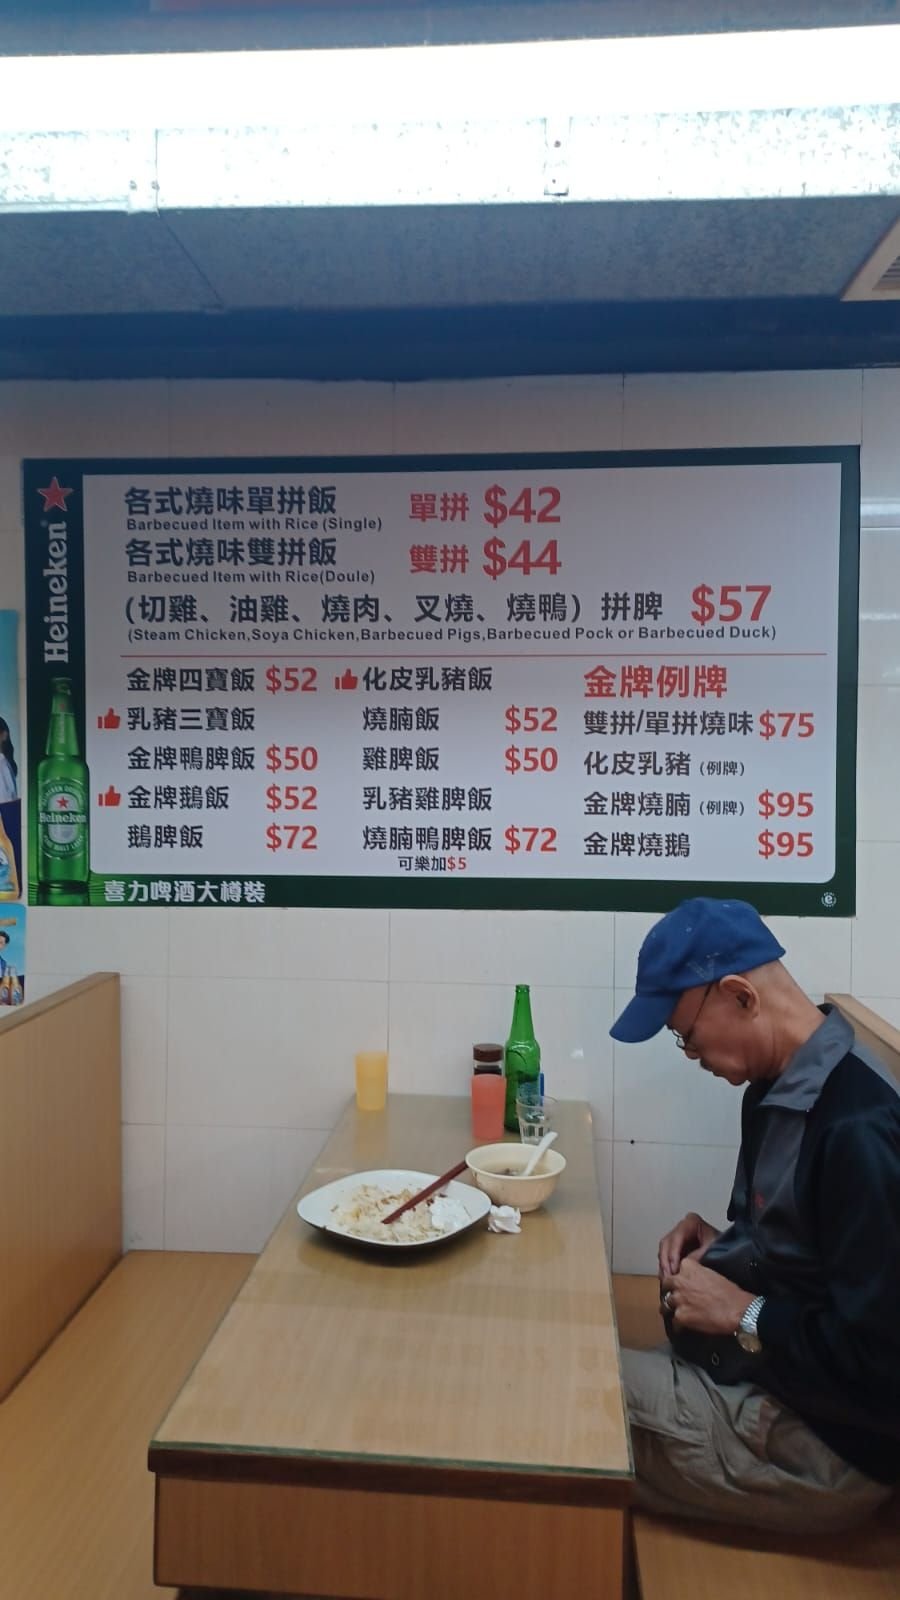 Heineken
各式燒味單拼飯 單拼 $42
Barbecued Item with Rice (Single)
各式燒味雙拼飯 雙拼 $44
Barbecued Item with Rice(Doule)
(切雞、油雞、燒肉、叉燒、燒鴨) 拼脾 $57
(Steam Chicken,Soya Chicken,Barbecued Pigs,Barbecued Pock or Barbecued Duck)
金牌四寶飯 $52
乳豬三寶飯
金牌鴨脾飯 $50
金牌鵝飯 $52
鵝脾飯 $72
化皮乳豬飯
燒腩飯 $52
雞脾飯 $50
乳豬雞脾飯
燒腩鴨脾飯 $72
可樂加$5
金牌例牌
雙拼/單拼燒味 $75
化皮乳豬 (例牌)
金牌燒腩 (例牌) $95
金牌燒鵝 $95
Heineken
喜力啤酒大樽裝